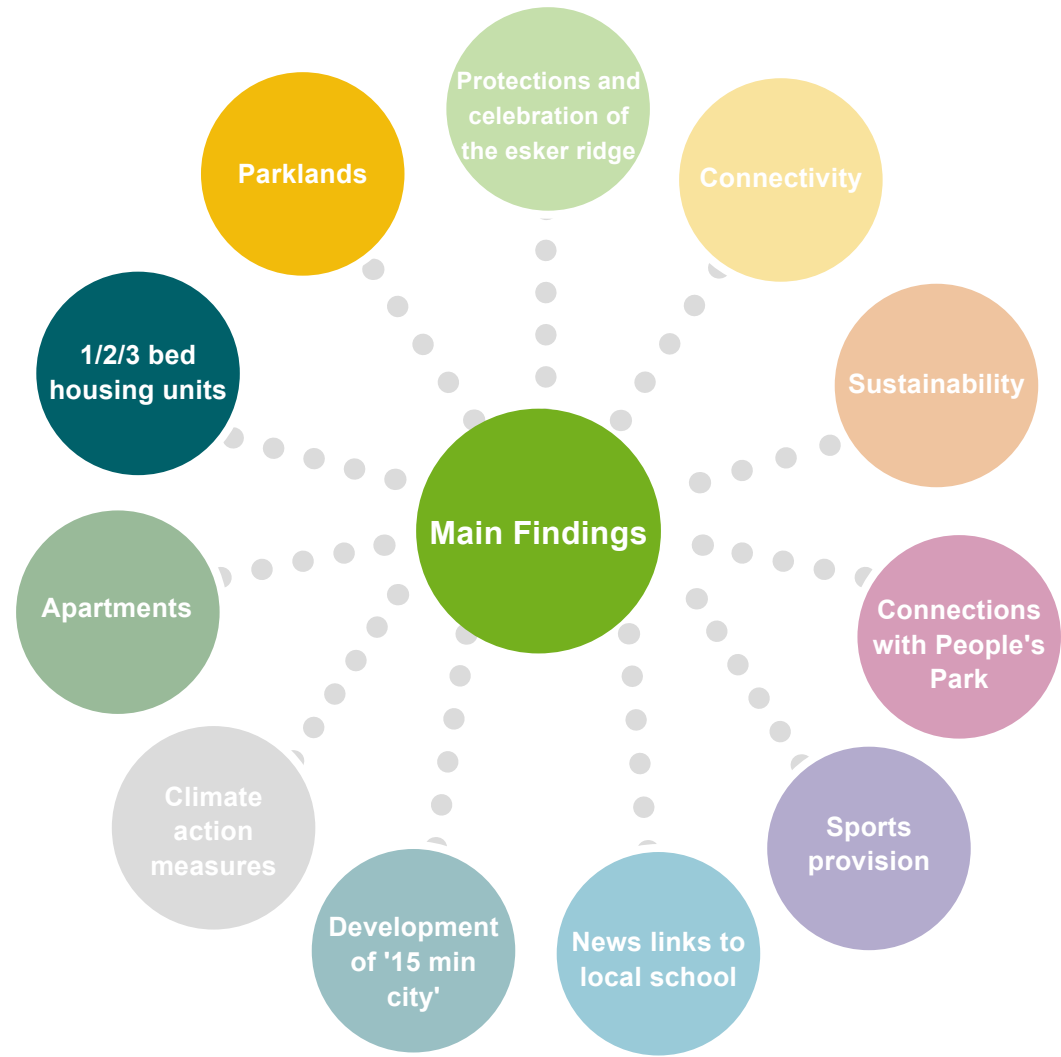 Protections and
celebration of
the esker ridge
Connectivity
Sustainability
Connections
with People's
Park
Sports
provision
News links to
local school
Development
of '15 min
city'
Climate
action
measures
Apartments
1/2/3 bed
housing units
Parklands
Main Findings